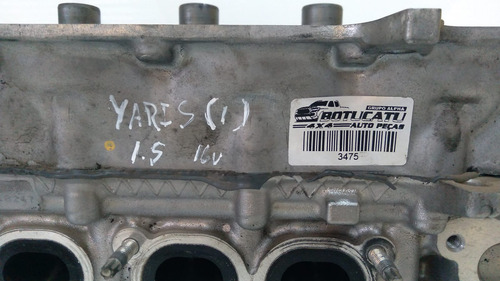 YARIS (1)
1.5 16v
GRUPO ALPHA
BOTUCATU
4X4 AUTO PEÇAS
3475